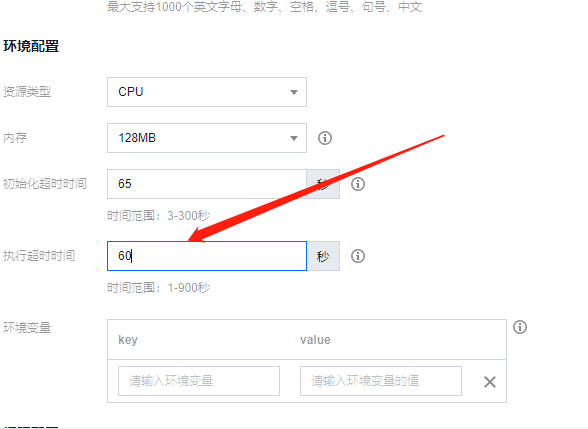 最大支持1000个英文字母、数字、空格、逗号、句号、中文
环境配置
资源类型 CPU
内存 128MB
初始化超时时间 65 秒
时间范围：3-300秒
执行超时时间 60 秒
时间范围：1-900秒
环境变量 key value
请输入环境变量 请输入环境变量的值